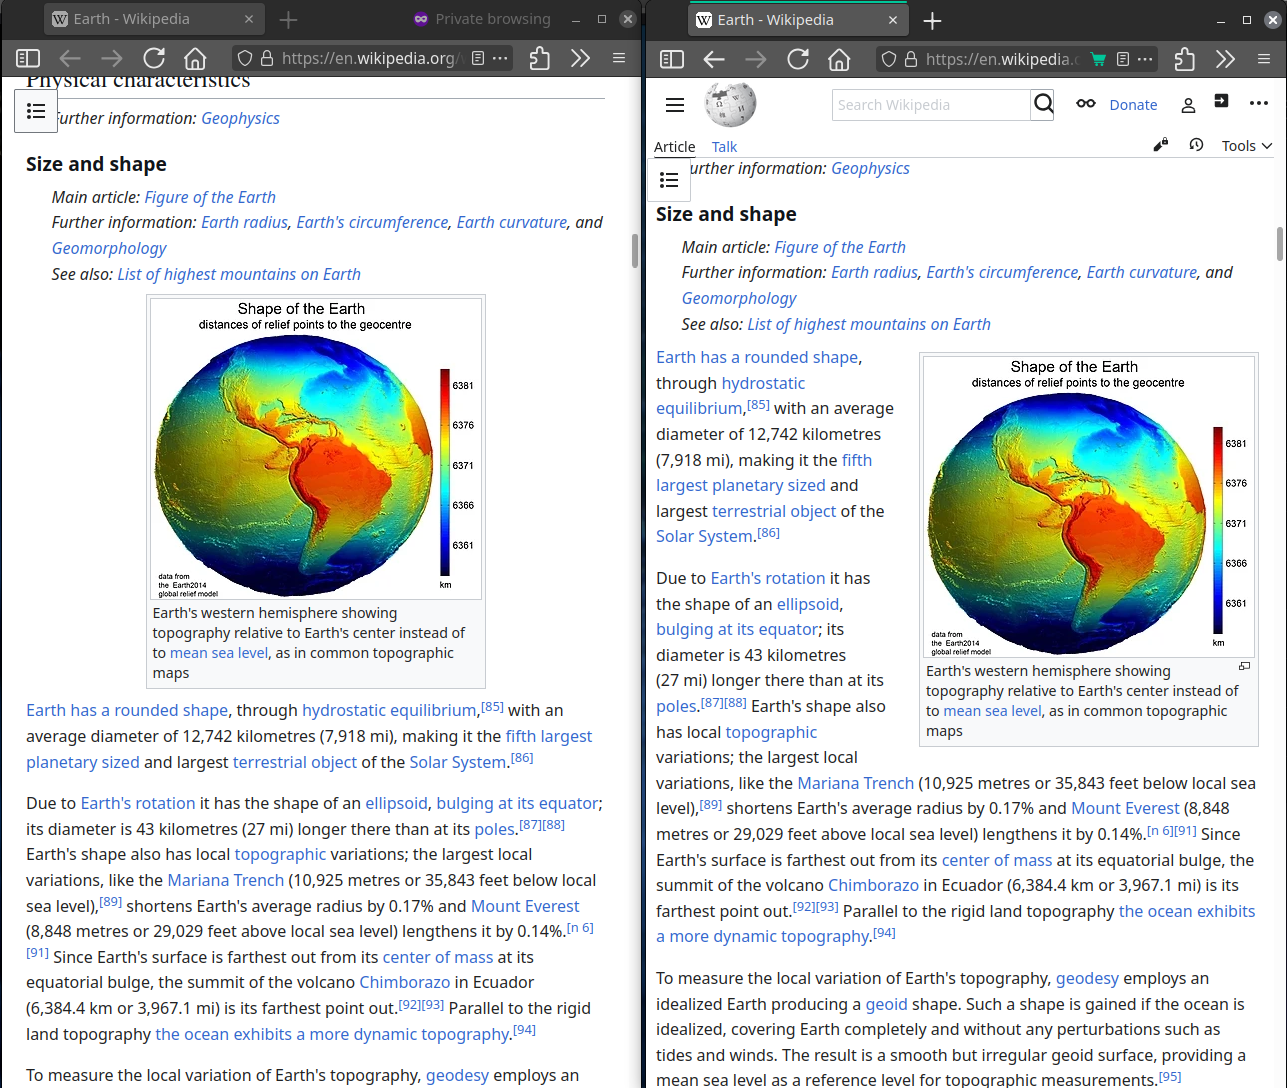 Earth - Wikipedia
Private browsing
https://en.wikipedia.org/
Physical characteristics
Further information: Geophysics
Size and shape
Main article: Figure of the Earth
Further information: Earth radius, Earth's circumference, Earth curvature, and
Geomorphology
See also: List of highest mountains on Earth
Shape of the Earth
distances of relief points to the geocentre
6381
6376
6371
6366
6361
km
data from
the Earth2014
global relief model
Earth's western hemisphere showing
topography relative to Earth's center instead of
to mean sea level, as in common topographic
maps
Earth has a rounded shape, through hydrostatic equilibrium,[85] with an
average diameter of 12,742 kilometres (7,918 mi), making it the fifth largest
planetary sized and largest terrestrial object of the Solar System.[86]
Due to Earth's rotation it has the shape of an ellipsoid, bulging at its equator;
its diameter is 43 kilometres (27 mi) longer there than at its poles.[87][88]
Earth's shape also has local topographic variations; the largest local
variations, like the Mariana Trench (10,925 metres or 35,843 feet below local
sea level),[89] shortens Earth's average radius by 0.17% and Mount Everest
(8,848 metres or 29,029 feet above local sea level) lengthens it by 0.14%.[n 6]
[91] Since Earth's surface is farthest out from its center of mass at its
equatorial bulge, the summit of the volcano Chimborazo in Ecuador
(6,384.4 km or 3,967.1 mi) is its farthest point out.[92][93] Parallel to the rigid
land topography the ocean exhibits a more dynamic topography.[94]
To measure the local variation of Earth's topography, geodesy employs an
Earth - Wikipedia
https://en.wikipedia.c
Search Wikipedia
Donate
Article
Talk
Tools
urther information: Geophysics
Size and shape
Main article: Figure of the Earth
Further information: Earth radius, Earth's circumference, Earth curvature, and
Geomorphology
See also: List of highest mountains on Earth
Earth has a rounded shape,
through hydrostatic
equilibrium,[85] with an average
diameter of 12,742 kilometres
(7,918 mi), making it the fifth
largest planetary sized and
largest terrestrial object of the
Solar System.[86]
Due to Earth's rotation it has
the shape of an ellipsoid,
bulging at its equator; its
diameter is 43 kilometres
(27 mi) longer there than at its
poles.[87][88] Earth's shape also
has local topographic
variations; the largest local
Shape of the Earth
distances of relief points to the geocentre
6381
6376
6371
6366
6361
km
data from
the Earth2014
global relief model
Earth's western hemisphere showing
topography relative to Earth's center instead of
to mean sea level, as in common topographic
maps
variations, like the Mariana Trench (10,925 metres or 35,843 feet below local sea
level),[89] shortens Earth's average radius by 0.17% and Mount Everest (8,848
metres or 29,029 feet above local sea level) lengthens it by 0.14%.[n 6][91] Since
Earth's surface is farthest out from its center of mass at its equatorial bulge, the
summit of the volcano Chimborazo in Ecuador (6,384.4 km or 3,967.1 mi) is its
farthest point out.[92][93] Parallel to the rigid land topography the ocean exhibits
a more dynamic topography.[94]
To measure the local variation of Earth's topography, geodesy employs an
idealized Earth producing a geoid shape. Such a shape is gained if the ocean is
idealized, covering Earth completely and without any perturbations such as
tides and winds. The result is a smooth but irregular geoid surface, providing a
mean sea level as a reference level for topographic measurements.[95]